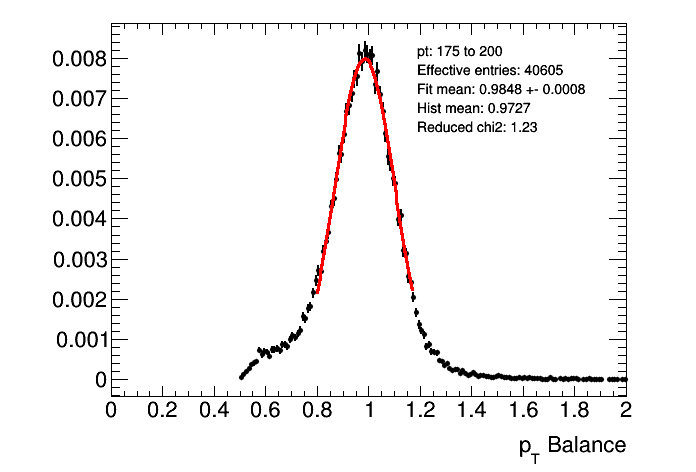 0.008
0.007
0.006
0.005
0.004
0.003
0.002
0.001
0
pt: 175 to 200
Effective entries: 40605
Fit mean: 0.9848 +- 0.0008
Hist mean: 0.9727
Reduced chi2: 1.23
0 0.2 0.4 0.6 0.8 1 1.2 1.4 1.6 1.8 2
p_T Balance